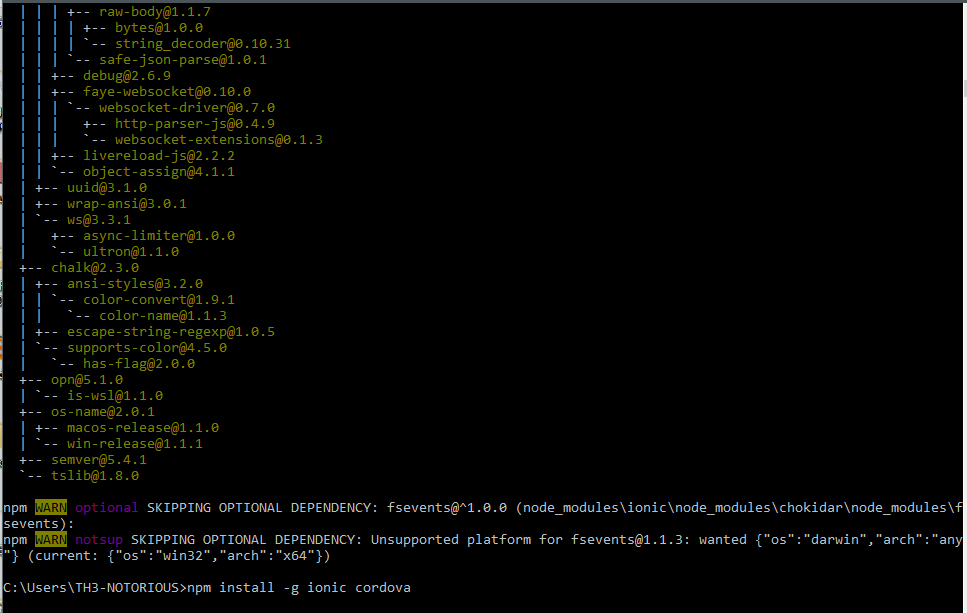 | | | +-- raw-body@1.1.7
| | | | +-- bytes@1.0.0
| | | | `-- string_decoder@0.10.31
| | | `-- safe-json-parse@1.0.1
| | +-- debug@2.6.9
| | +-- faye-websocket@0.10.0
| | | `-- websocket-driver@0.7.0
| | |   +-- http-parser-js@0.4.9
| | |   `-- websocket-extensions@0.1.3
| | +-- livereload-js@2.2.2
| | `-- object-assign@4.1.1
| +-- uuid@3.1.0
| +-- wrap-ansi@3.0.1
| `-- ws@3.3.1
|   +-- async-limiter@1.0.0
|   `-- ultron@1.1.0
+-- chalk@2.3.0
| +-- ansi-styles@3.2.0
| | `-- color-convert@1.9.1
| |   `-- color-name@1.1.3
| +-- escape-string-regexp@1.0.5
| `-- supports-color@4.5.0
|   `-- has-flag@2.0.0
+-- opn@5.1.0
| `-- is-wsl@1.1.0
+-- os-name@2.0.1
| +-- macos-release@1.1.0
| `-- win-release@1.1.1
+-- semver@5.4.1
`-- tslib@1.8.0
npm WARN optional SKIPPING OPTIONAL DEPENDENCY: fsevents@^1.0.0 (node_modules\ionic\node_modules\chokidar\node_modules\f
sevents):
npm WARN notsup SKIPPING OPTIONAL DEPENDENCY: Unsupported platform for fsevents@1.1.3: wanted {"os":"darwin","arch":"any
"} (current: {"os":"win32","arch":"x64"})
C:\Users\TH3-NOTORIOUS>npm install -g ionic cordova